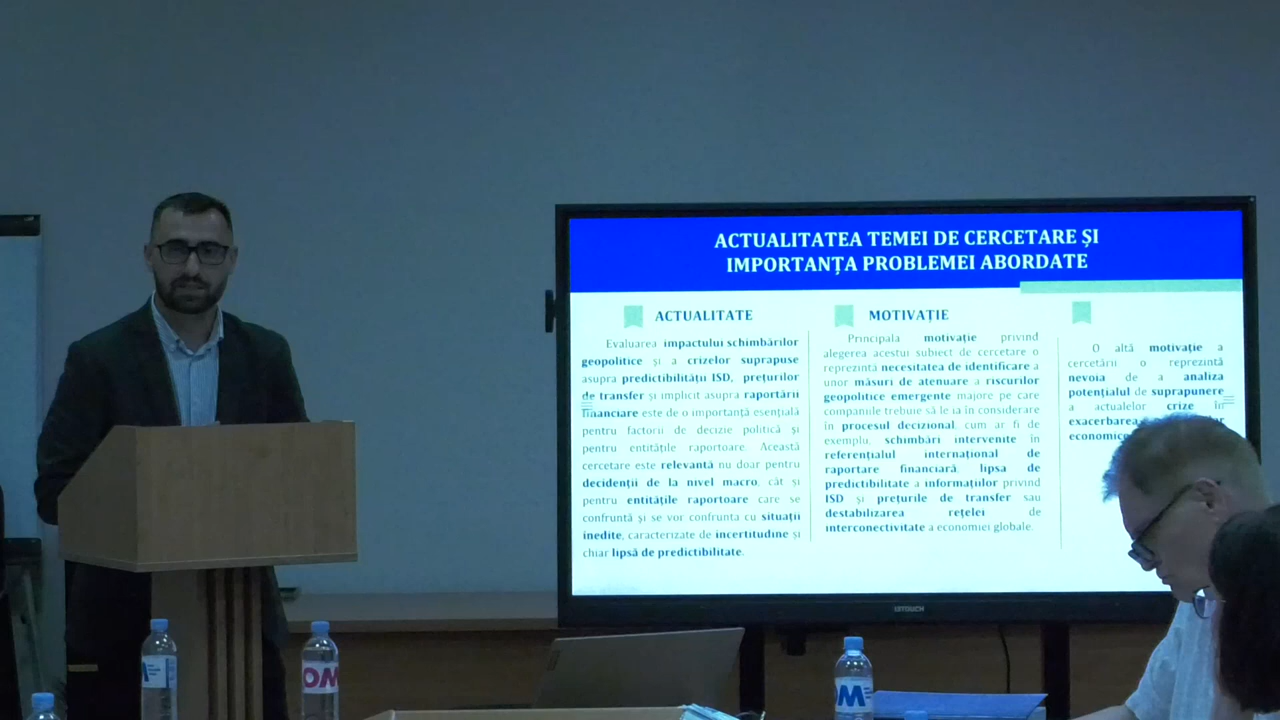 ACTUALITATEA TEMEI DE CERCETARE ȘI
IMPORTANȚA PROBLEMEI ABORDATE
ACTUALITATE
Evaluarea impactului schimbărilor
geopolitice și a crizelor suprapuse
asupra predictibilității ISD, prețurilor
de transfer și implicit asupra raportării
financiare este de o importanță esențială
pentru factorii de decizie politică și
pentru entitățile raportoare. Această
cercetare este relevantă nu doar pentru
decidenții de la nivel macro, cât și
pentru entitățile raportoare care se
confruntă și se vor confrunta cu situații
inedite, caracterizate de incertitudine și
chiar lipsă de predictibilitate.
MOTIVAȚIE
Principala motivație privind
alegerea acestui subiect de cercetare o
reprezintă necesitatea de identificare a
unor măsuri de atenuare a riscurilor
geopolitice emergente majore pe care
companiile trebuie să le ia în considerare
în procesul decizional, cum ar fi de
exemplu, schimbări intervenite în
referențialul internațional de
raportare financiară, lipsa de
predictibilitate a informațiilor privind
ISD și prețurile de transfer sau
destabilizarea rețelei de
interconectivitate a economiei globale.
O altă motivație a
cercetării o reprezintă
nevoia de a analiza
potențialul de suprapunere
a actualelor crize în
exacerbarea
OM
OM